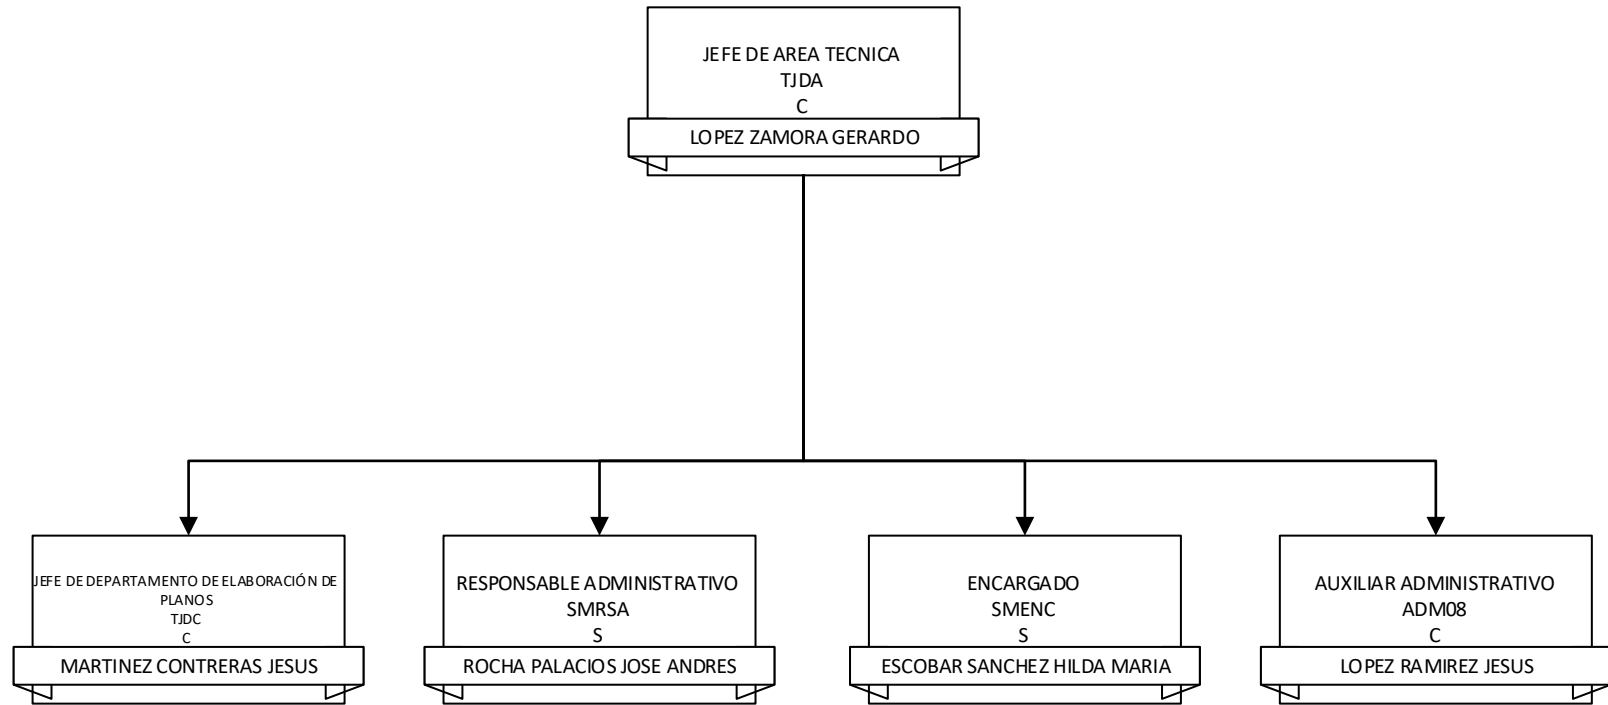 JEFE DE AREA TECNICA
TJDA
C
LOPEZ ZAMORA GERARDO
JEFE DE DEPARTAMENTO DE ELABORACIÓN DE
PLANOS
TJDC
C
MARTINEZ CONTRERAS JESUS
RESPONSABLE ADMINISTRATIVO
SMRSA
S
ROCHA PALACIOS JOSE ANDRES
ENCARGADO
SMENC
S
ESCOBAR SANCHEZ HILDA MARIA
AUXILIAR ADMINISTRATIVO
ADM08
C
LOPEZ RAMIREZ JESUS